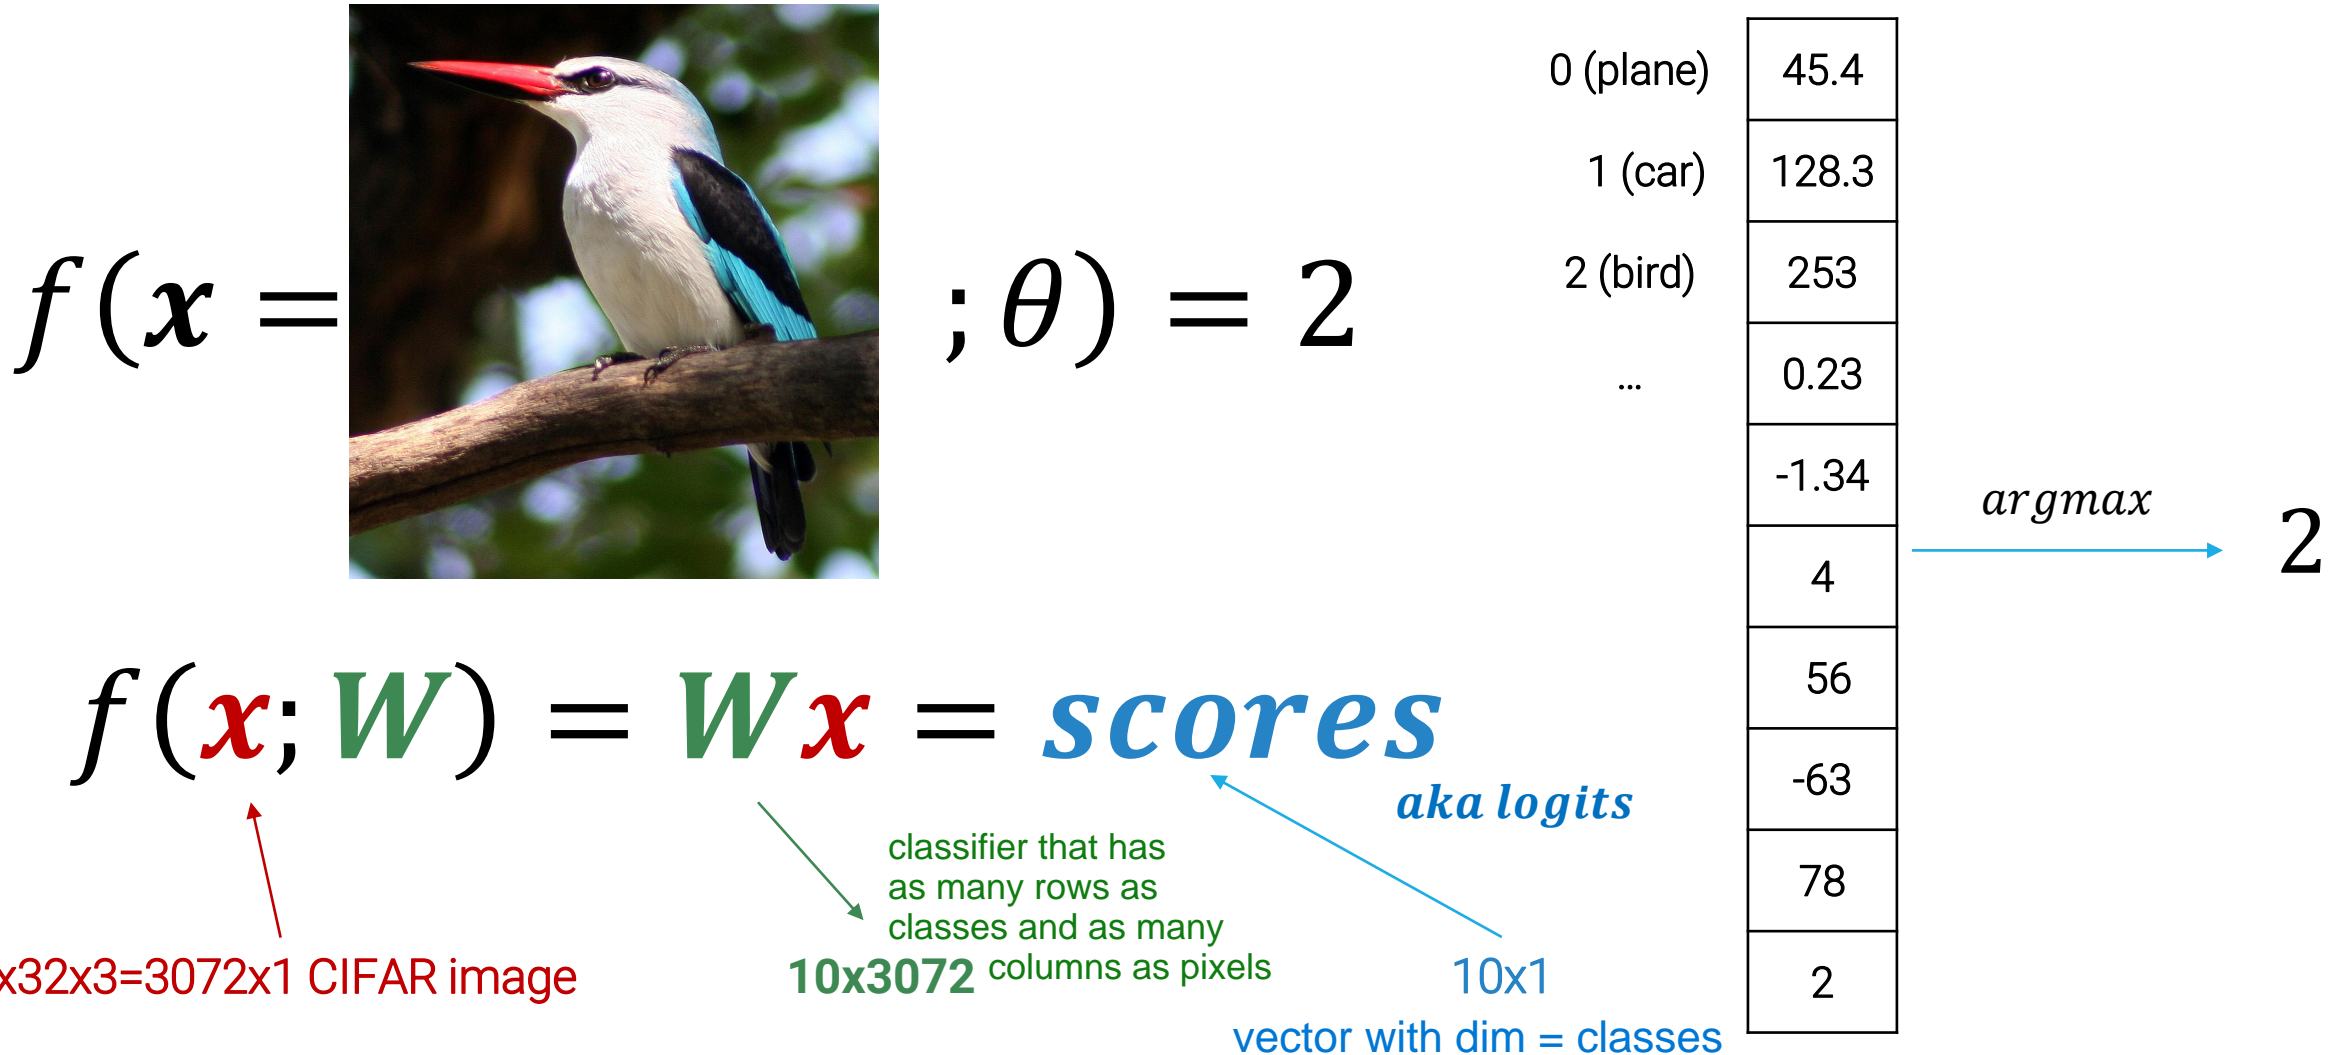 f(x = ; θ) = 2
0 (plane) 45.4
1 (car) 128.3
2 (bird) 253
... 0.23
-1.34
4
56
-63
78
2
argmax
2
f(x; W) = Wx = scores
aka logits
classifier that has
as many rows as
classes and as many
columns as pixels
x32x3=3072x1 CIFAR image
10x3072
10x1
vector with dim = classes